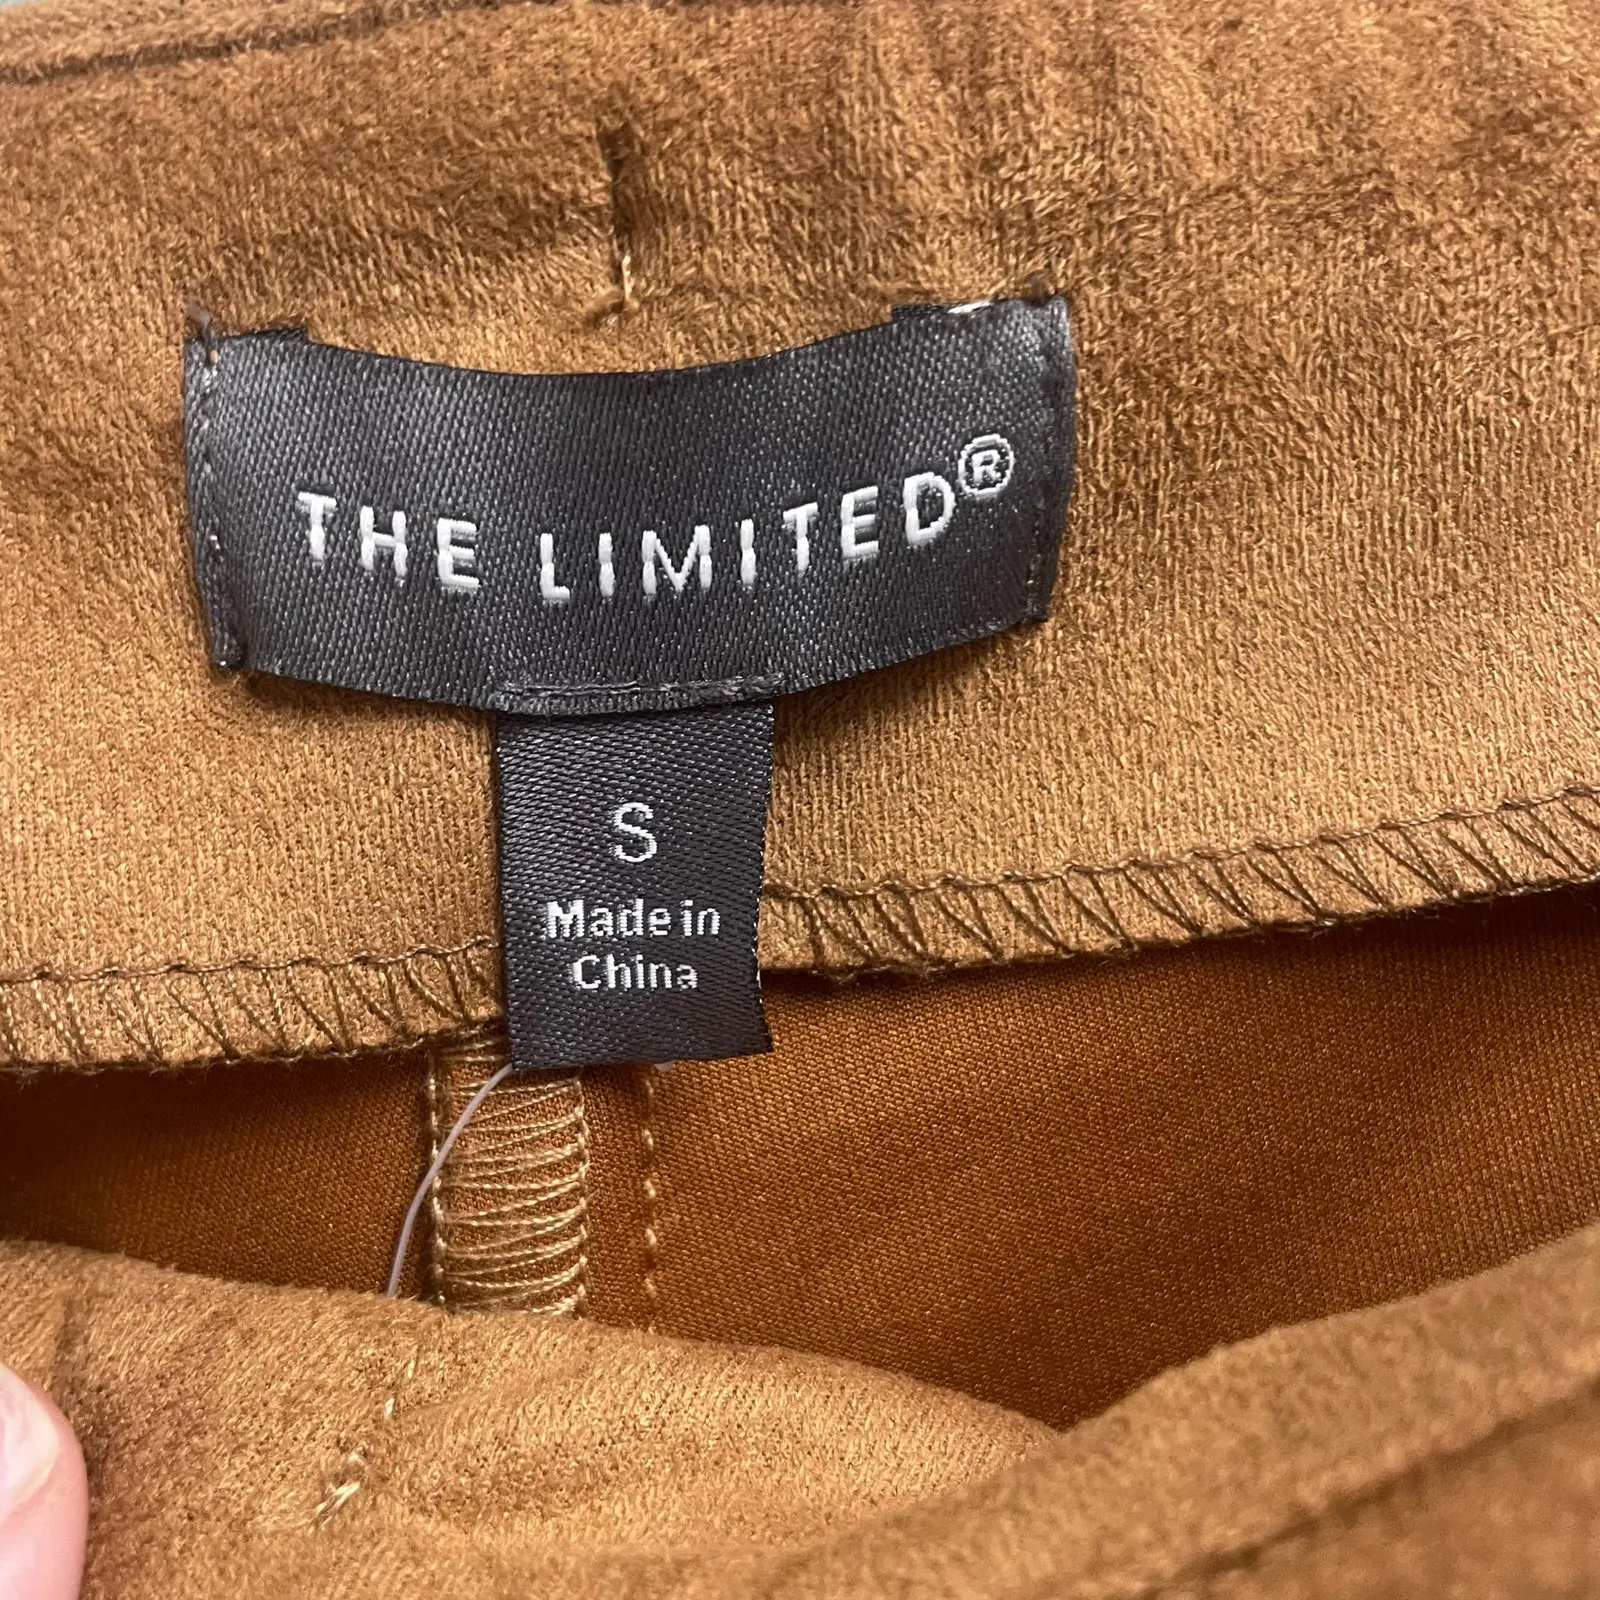 THE LIMITED®
S
Made in
China